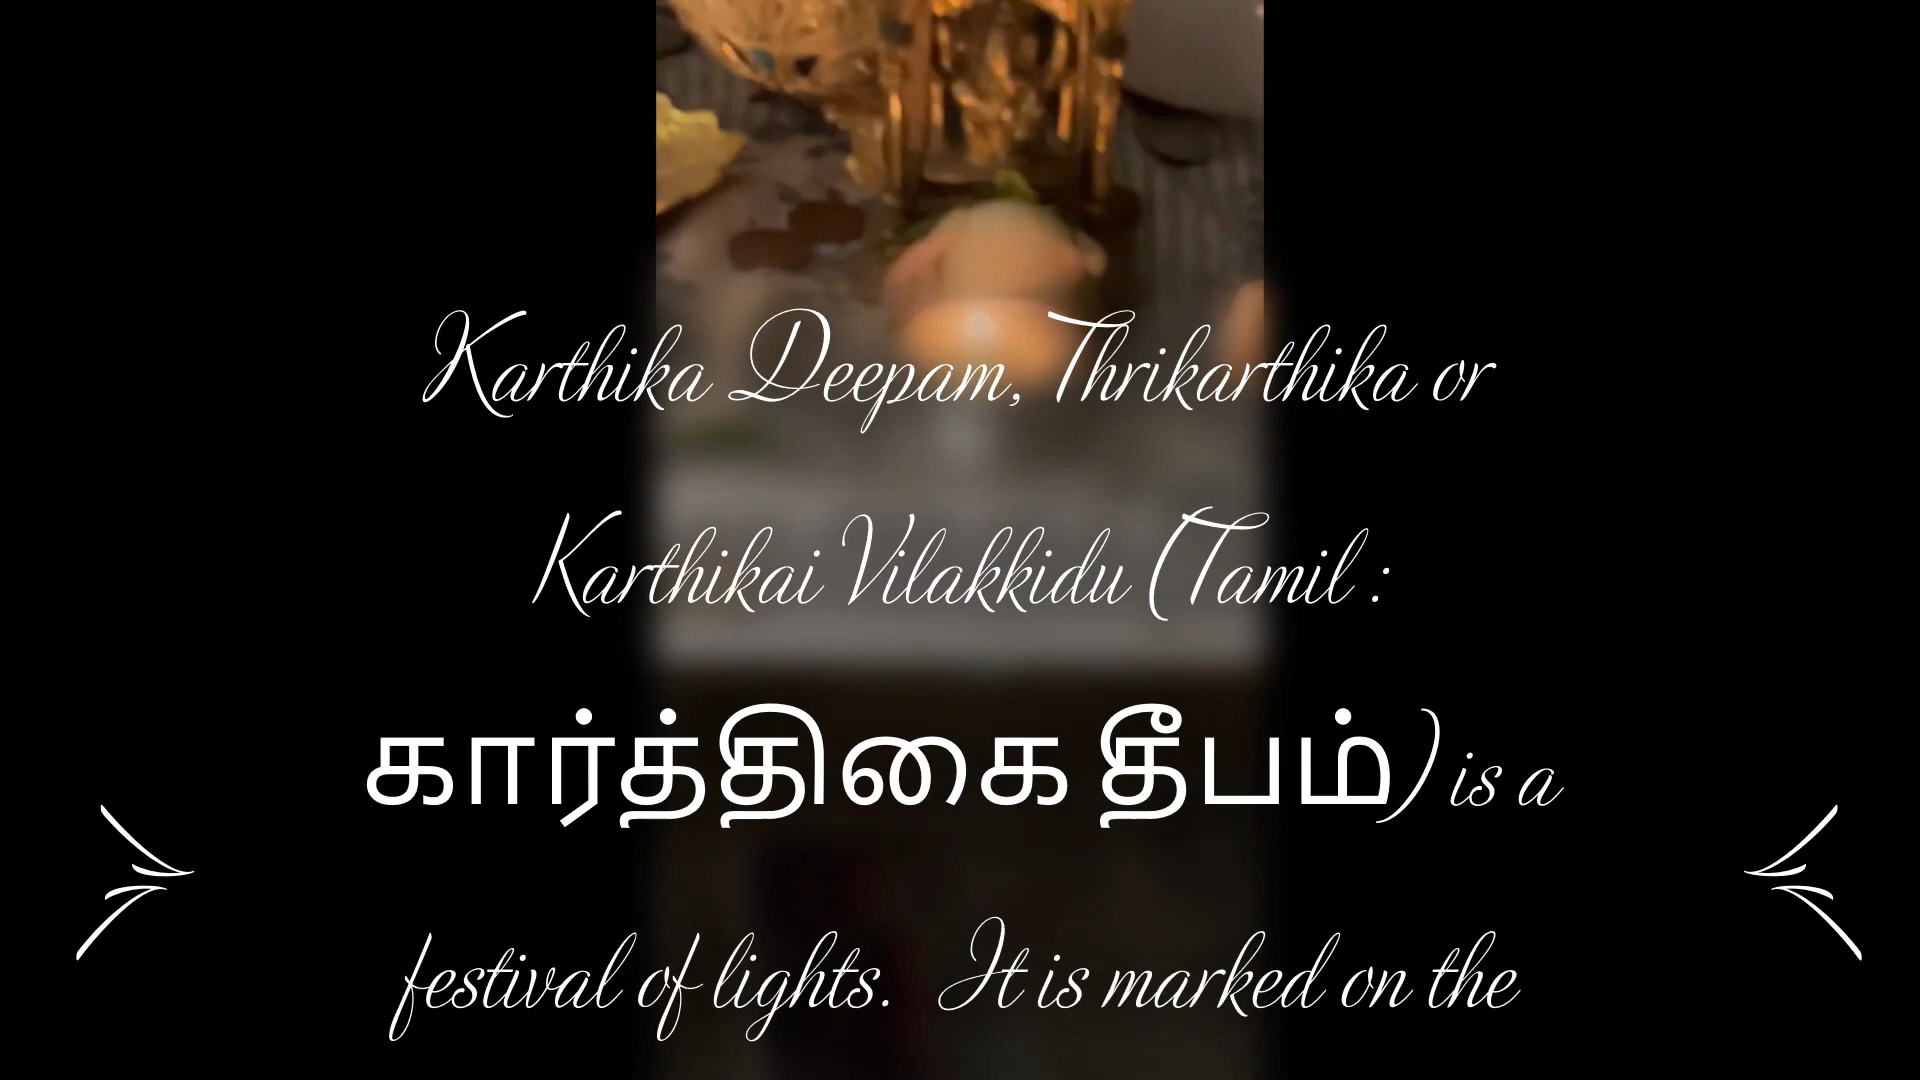 Karthika Deepam, Thrikarthika or
Karthikai Vilakkidu (Tamil :
கார்த்திகை தீபம்) is a
festival of lights. It is marked on the